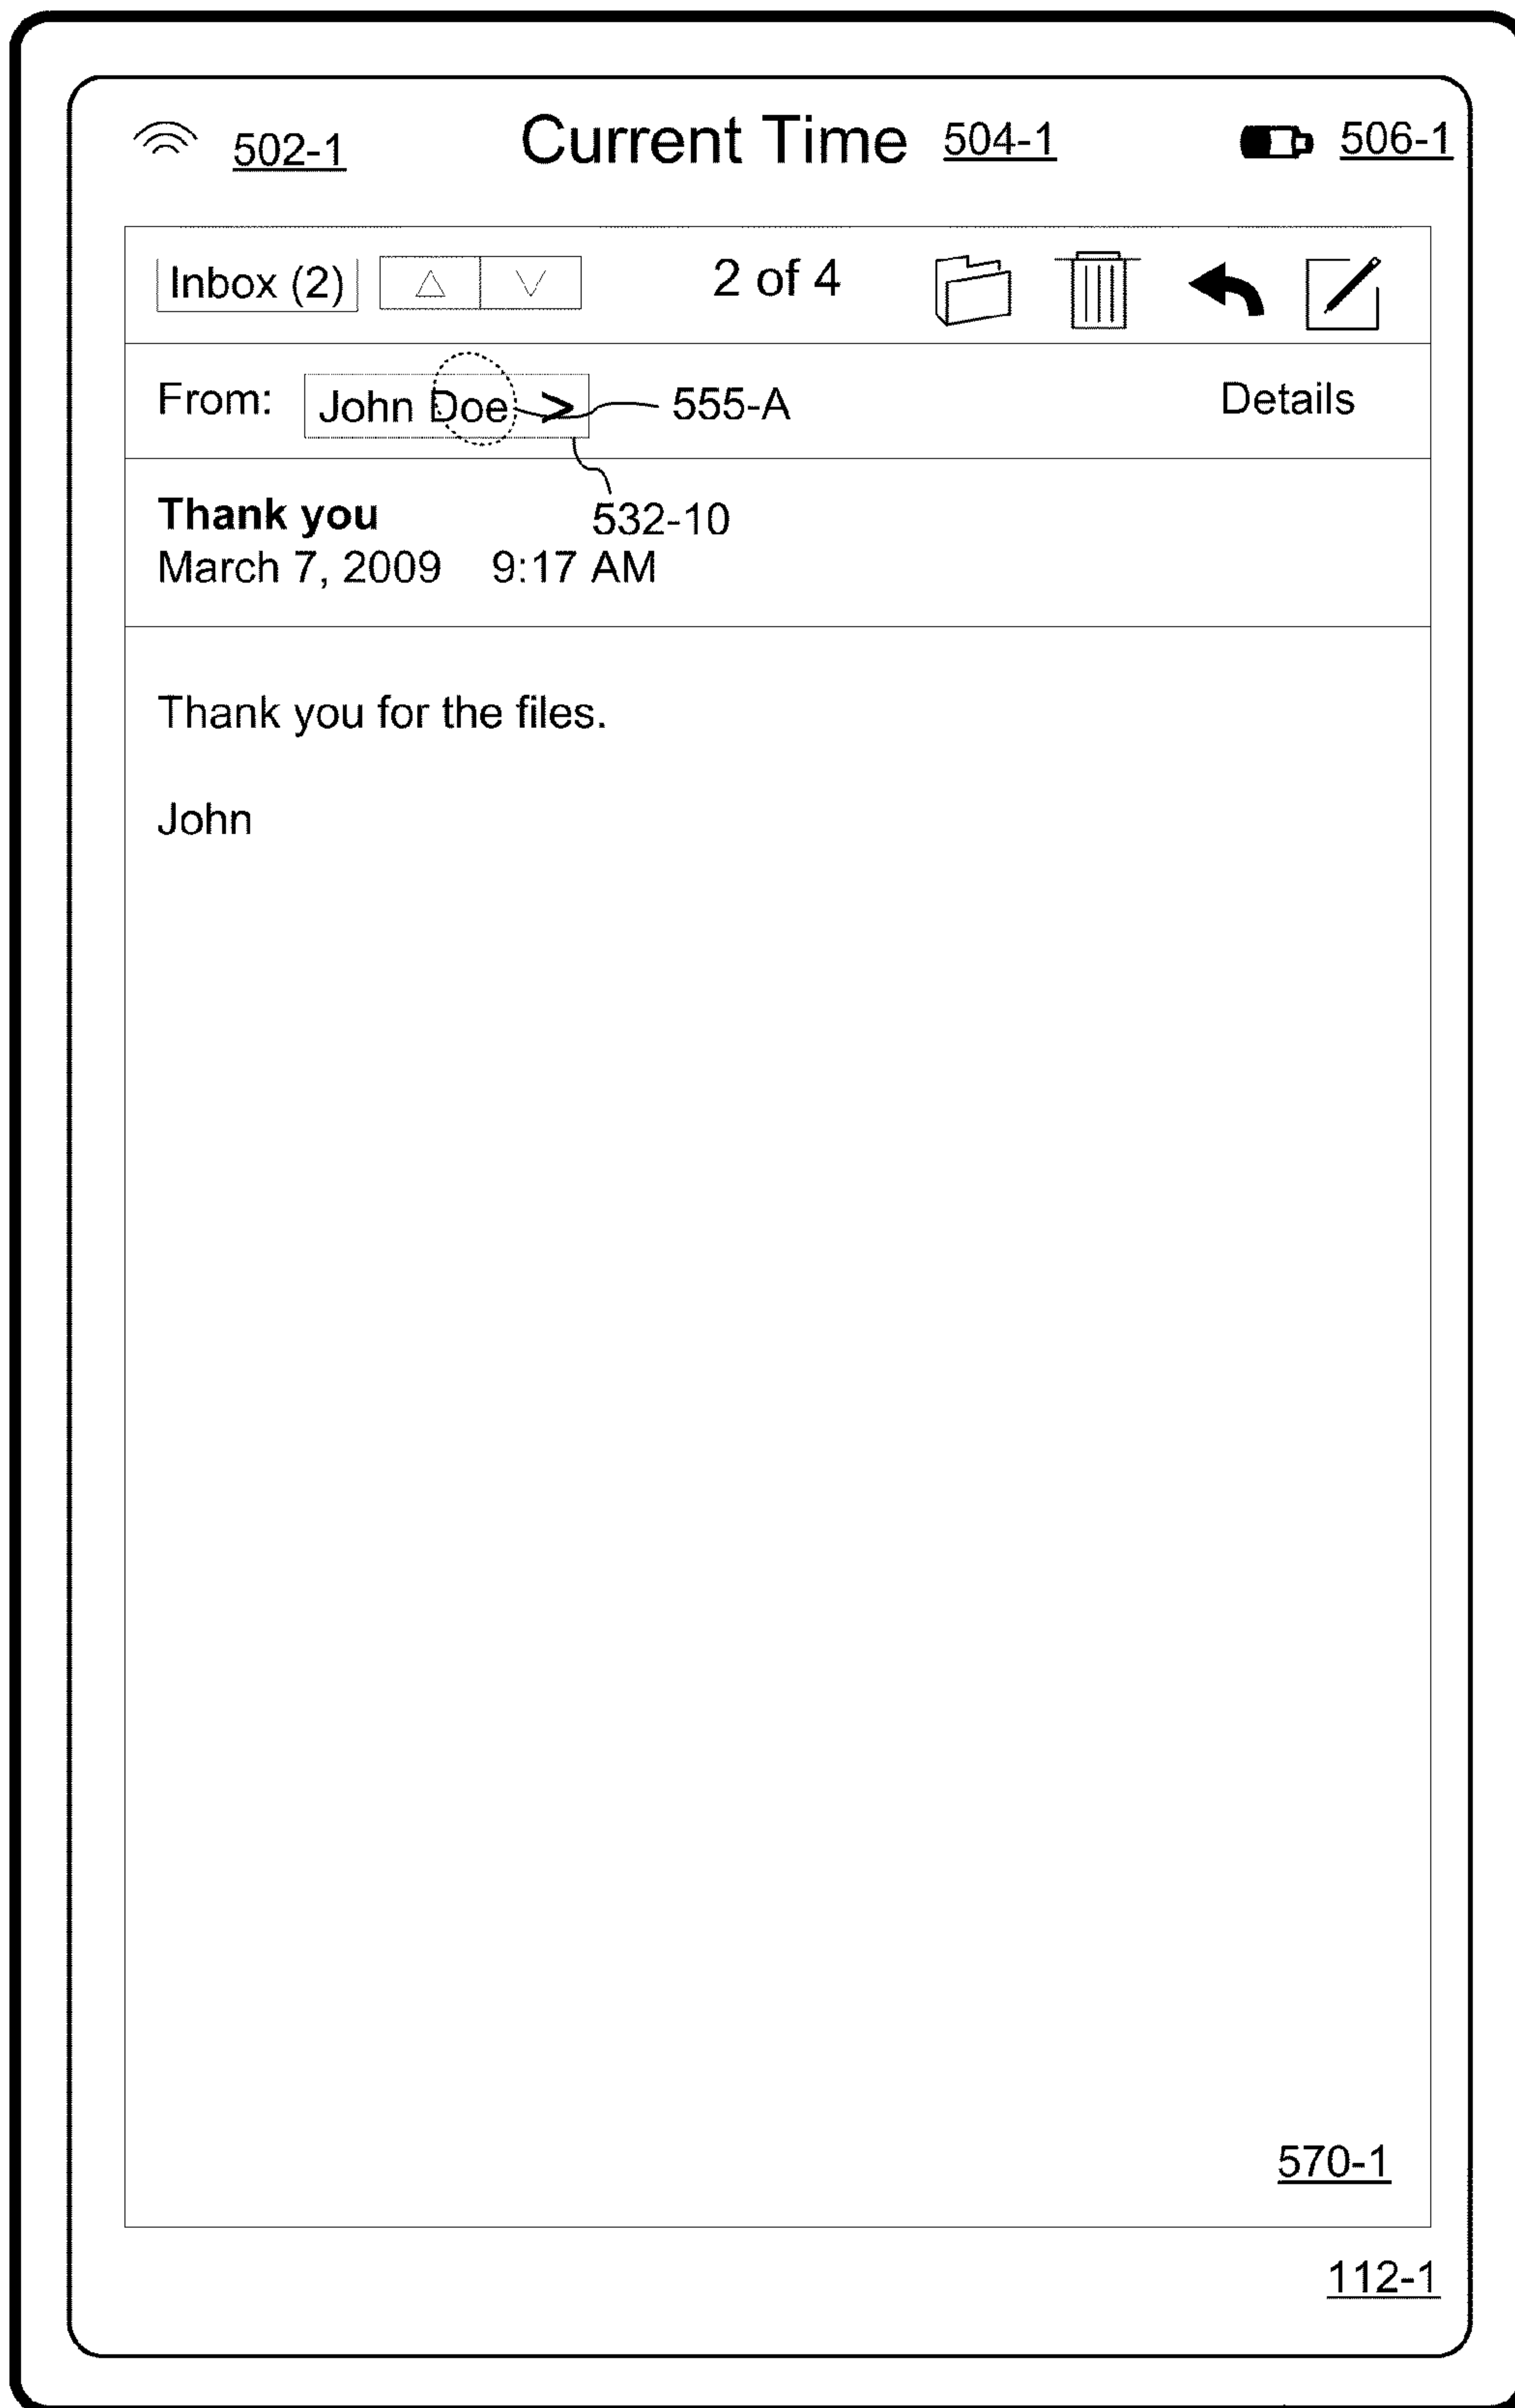 502-1 Current Time 504-1 506-1
Inbox (2) 2 of 4
From: John Doe > 555-A Details
532-10
Thank you
March 7, 2009 9:17 AM
Thank you for the files.
John
570-1
112-1